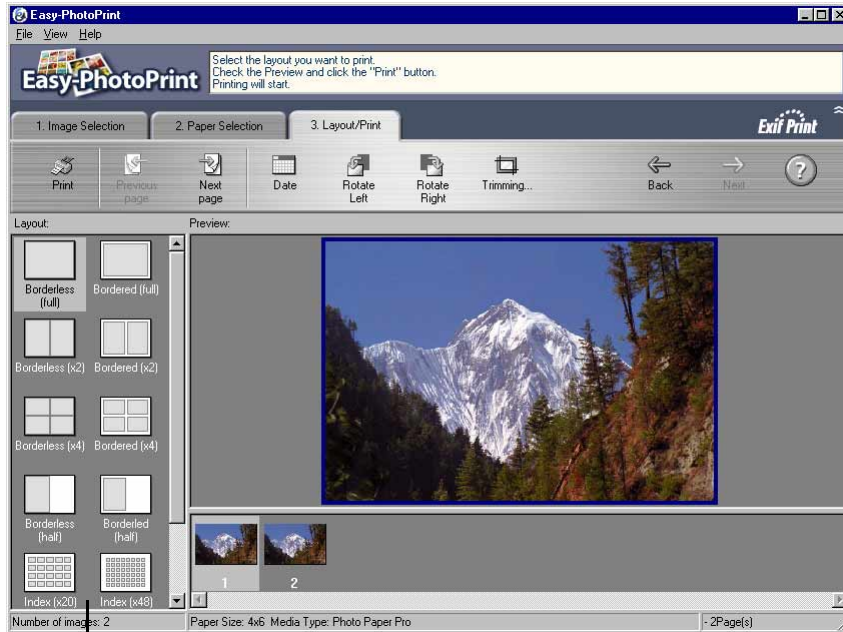 Easy-PhotoPrint
File View Help
Easy-PhotoPrint
Select the layout you want to print.
Check the Preview and click the "Print" button.
Printing will start.
1. Image Selection
2. Paper Selection
3. Layout/Print
Exif Print
Print
Previous
page
Next
page
Date
Rotate
Left
Rotate
Right
Trimming...
Back
Next
?
Layout:
Preview:
Borderless
(full)
Bordered (full)
Borderless (x2)
Bordered (x2)
Borderless (x4)
Bordered (x4)
Borderless
(half)
Borderled
(half)
Index (x20)
Index (x48)
1
2
Number of images: 2
Paper Size: 4x6 Media Type: Photo Paper Pro
- 2Page(s)